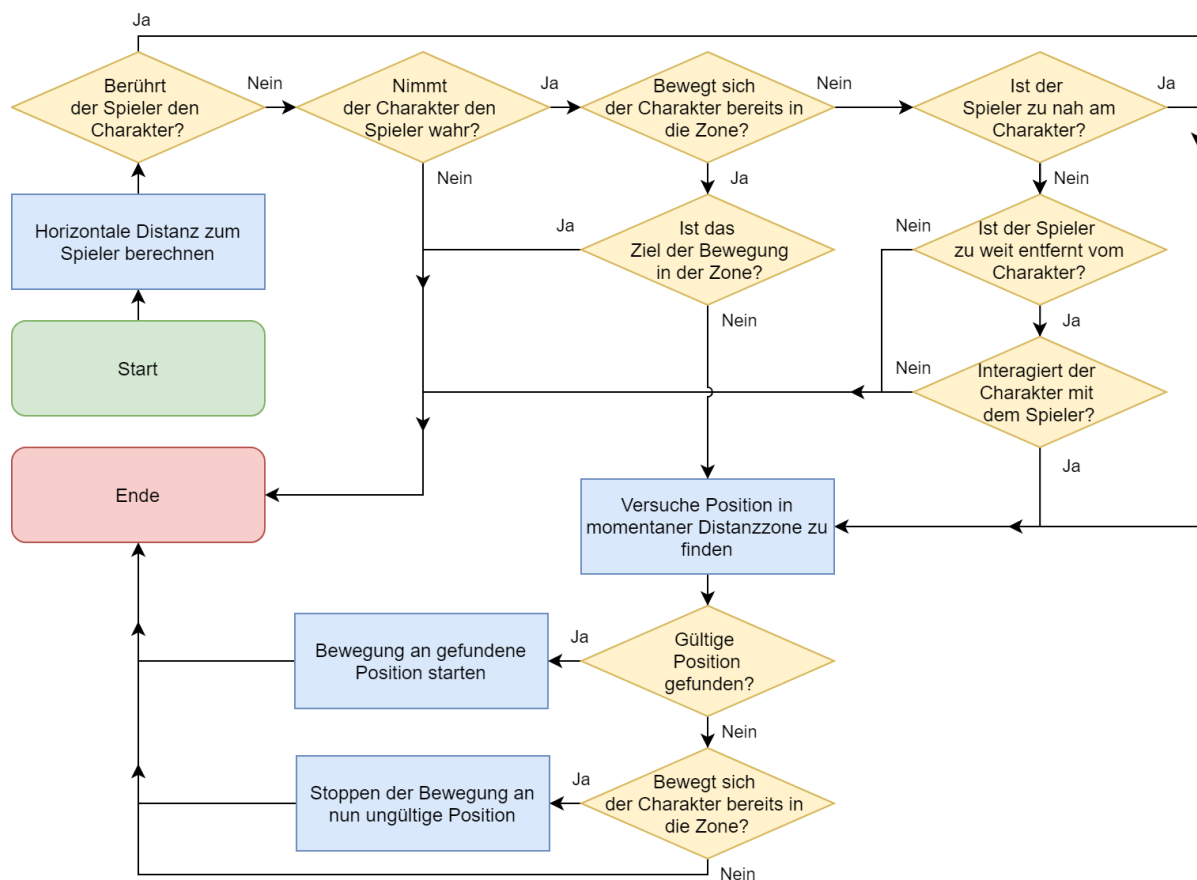 Ja
Berührt
der Spieler den
Charakter?
Nein
Nimmt
der Charakter den
Spieler wahr?
Ja
Bewegt sich
der Charakter bereits in
die Zone?
Nein
Ist der
Spieler zu nah am
Charakter?
Ja
Nein
Ja
Nein
Horizontale Distanz zum
Spieler berechnen
Ja
Ist das
Ziel der Bewegung
in der Zone?
Nein
Ist der Spieler
zu weit entfernt vom
Charakter?
Nein
Ja
Start
Nein
Interagiert der
Charakter mit
dem Spieler?
Ja
Ende
Versuche Position in
momentaner Distanzzone zu
finden
Bewegung an gefundene
Position starten
Ja
Gültige
Position
gefunden?
Nein
Stoppen der Bewegung an
nun ungültige Position
Ja
Bewegt sich
der Charakter bereits in
die Zone?
Nein